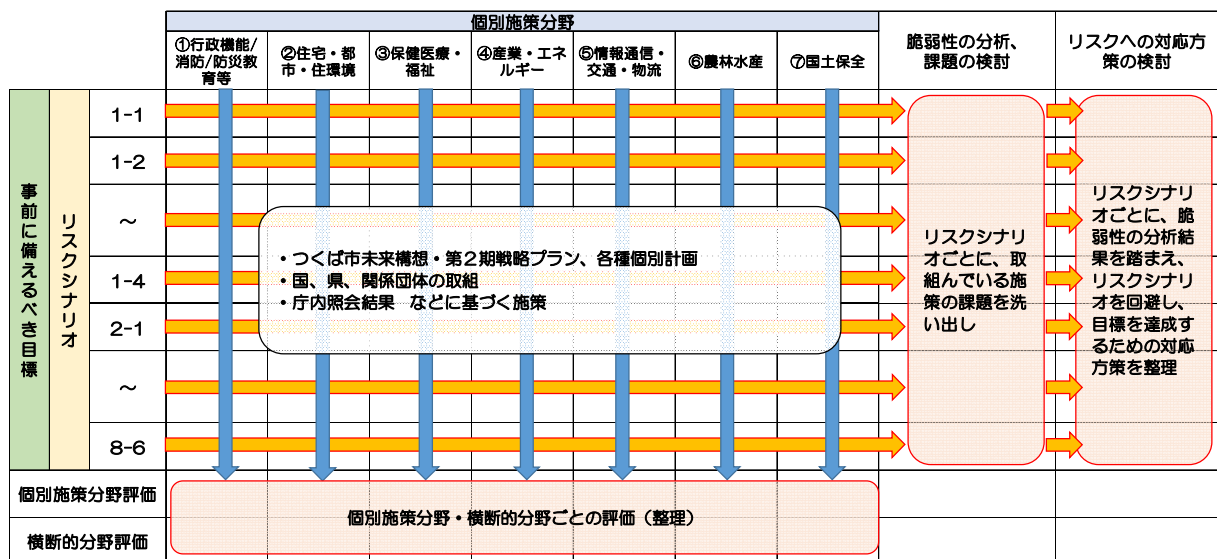 個別施策分野
①行政機能/
消防/防災教
育等
②住宅・都
市・住環境
③保健医療・
福祉
④産業・エネ
ルギー
⑤情報通信・
交通・物流
⑥農林水産
⑦国土保全
脆弱性の分析、
課題の検討
リスクへの対応方
策の検討
事前に備えるべき目標
リスクシナリオ
1-1
1-2
～
1-4
2-1
～
8-6
・つくば市未来構想・第2期戦略プラン、各種個別計画
・国、県、関係団体の取組
・庁内照会結果 などに基づく施策
リスクシナリ
オごとに、取
組んでいる施
策の課題を洗
い出し
リスクシナリ
オごとに、脆
弱性の分析結
果を踏まえ、
リスクシナリ
オを回避し、
目標を達成す
るための対応
方策を整理
個別施策分野評価
横断的分野評価
個別施策分野・横断的分野ごとの評価（整理）